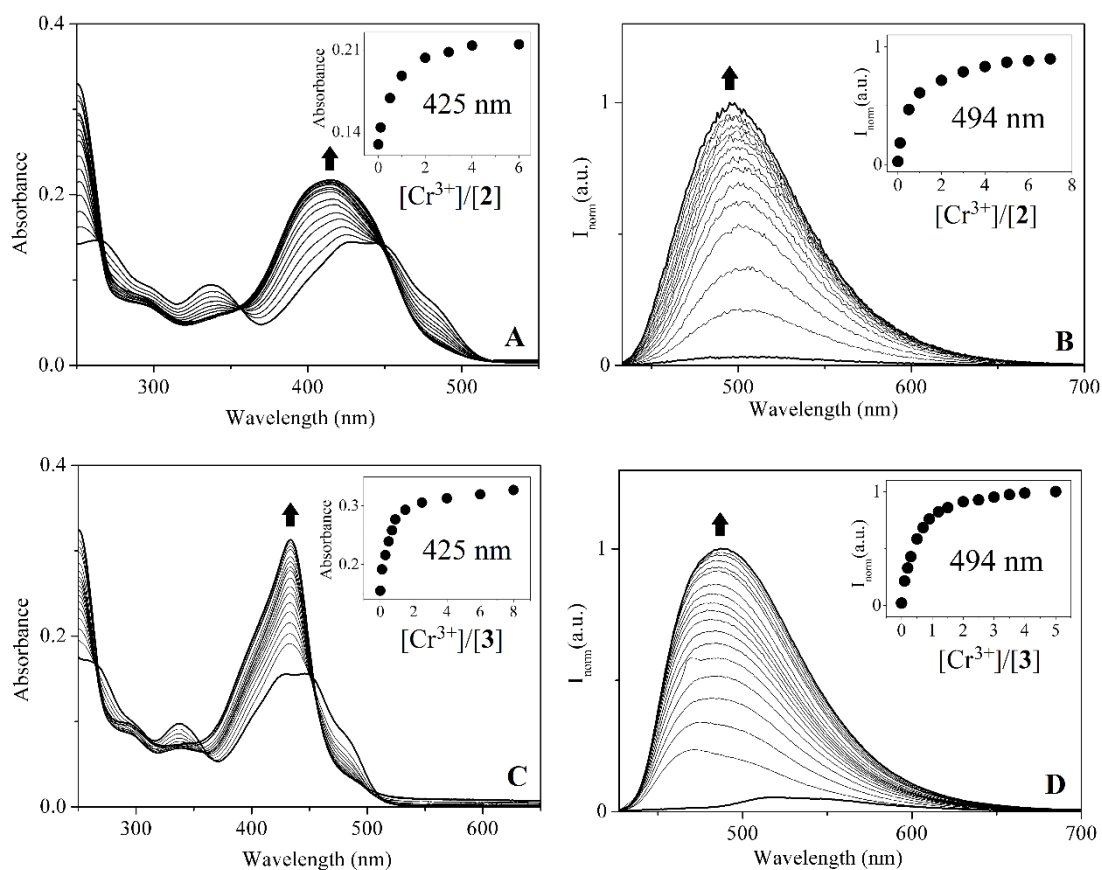 0.4
0.2
0.0
Absorbance
300
400
500
Wavelength (nm)
A
0.21
0.14
Absorbance
425 nm
0 2 4 6
[Cr³⁺]/[2]
1
0
I_norm(a.u.)
500
600
700
Wavelength (nm)
B
1
0
I_norm(a.u.)
494 nm
0 2 4 6 8
[Cr³⁺]/[2]
0.4
0.2
0.0
Absorbance
300
400
500
600
Wavelength (nm)
C
0.3
0.2
Absorbance
425 nm
0 2 4 6 8
[Cr³⁺]/[3]
1
0
I_norm(a.u.)
500
600
700
Wavelength (nm)
D
1
0
I_norm(a.u.)
494 nm
0 1 2 3 4 5
[Cr³⁺]/[3]